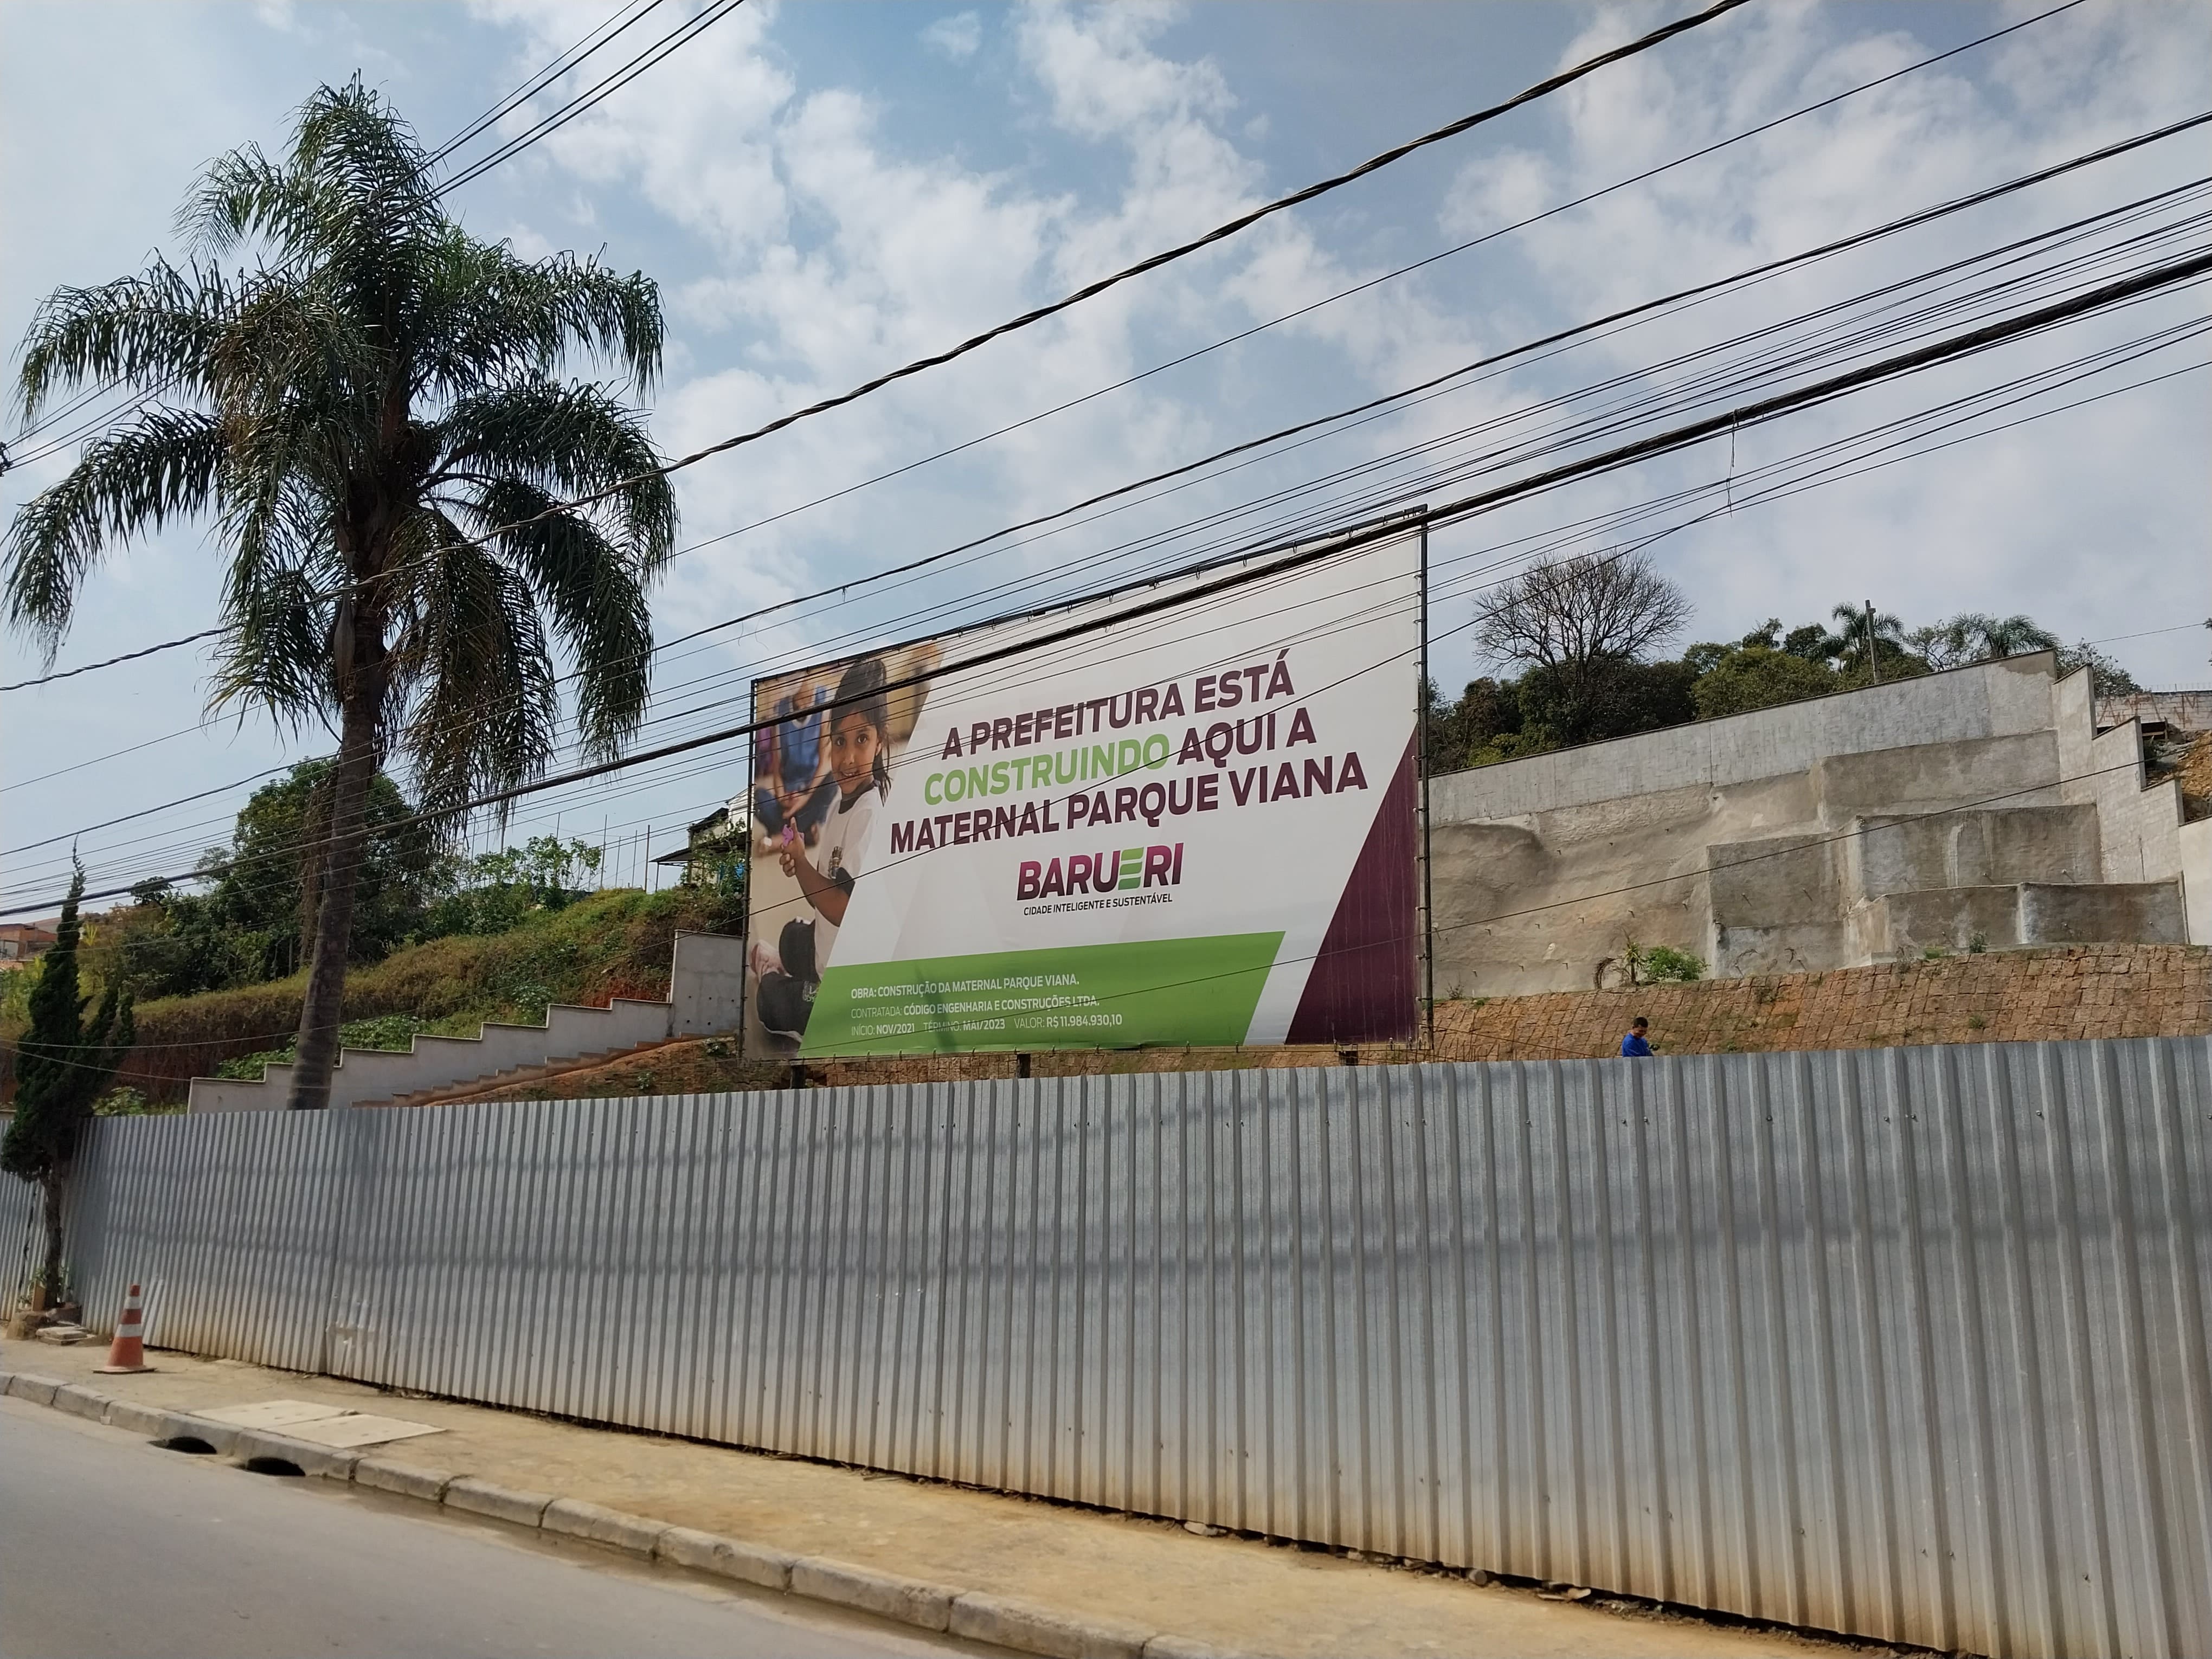 A PREFEITURA ESTÁ
CONSTRUINDO AQUI A
MATERNAL PARQUE VIANA
BARUERI
CIDADE INTELIGENTE E SUSTENTÁVEL
OBRA: CONSTRUÇÃO DA MATERNAL PARQUE VIANA.
CONTRATADA: CÓDIGO ENGENHARIA E CONSTRUÇÕES LTDA.
INÍCIO: NOV/2021 TÉRMINO: MAI/2023 VALOR: R$ 11.984.930,10